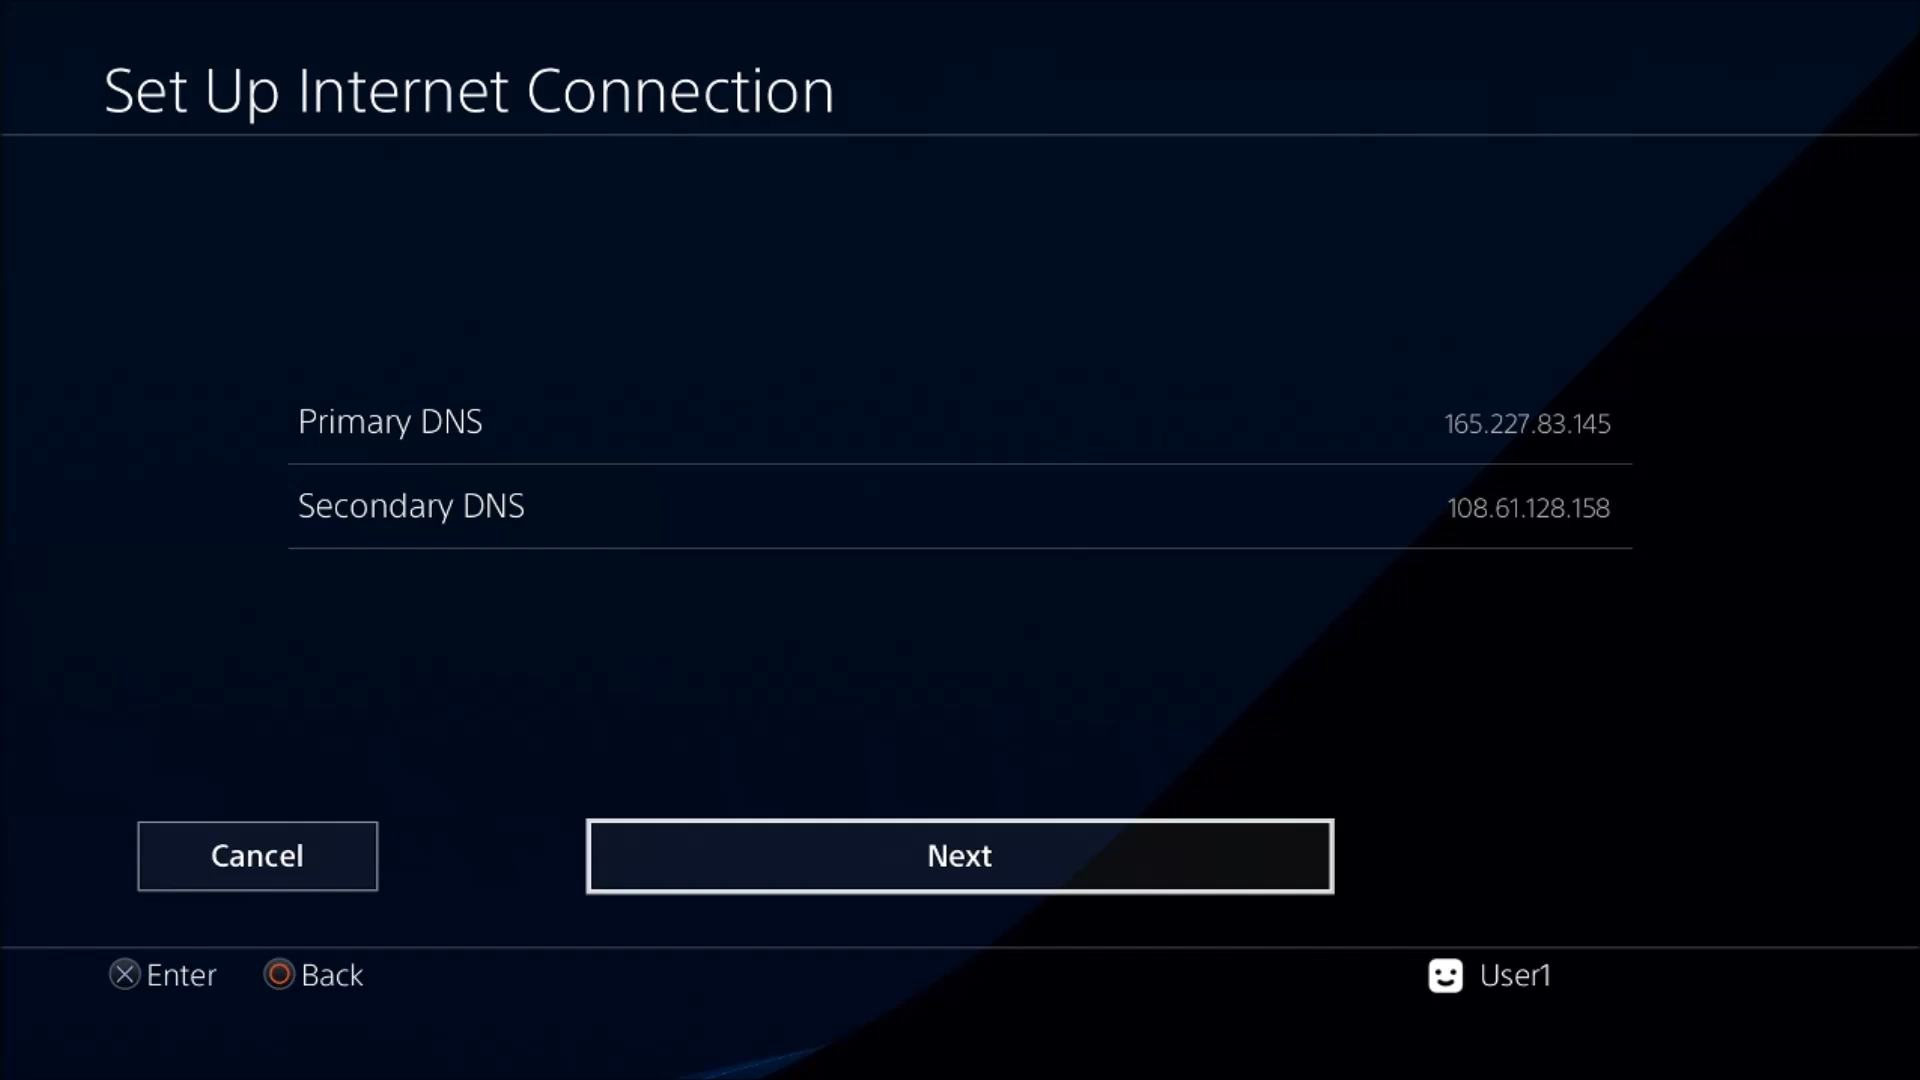 Set Up Internet Connection
Primary DNS 165.227.83.145
Secondary DNS 108.61.128.158
Cancel Next
Enter Back User1